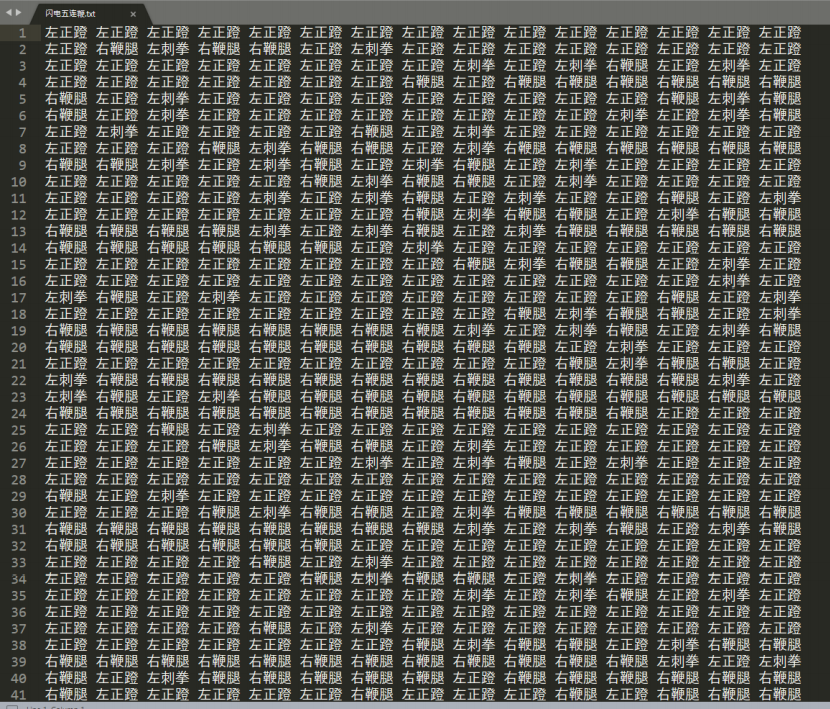 闪电五连鞭.txt ×
1 左正蹬 左正蹬 左正蹬 左正蹬 左正蹬 左正蹬 左正蹬 左正蹬 左正蹬 左正蹬 左正蹬 左正蹬 左正蹬 左正蹬 左正蹬
2 左正蹬 右鞭腿 左刺拳 右鞭腿 右鞭腿 左正蹬 左刺拳 左正蹬 左正蹬 左正蹬 左正蹬 左正蹬 左正蹬 左正蹬 左正蹬
3 左正蹬 左正蹬 左正蹬 左正蹬 左正蹬 左正蹬 左正蹬 左正蹬 左刺拳 左正蹬 左刺拳 右鞭腿 左正蹬 左刺拳 左正蹬
4 左正蹬 左正蹬 左正蹬 左正蹬 左正蹬 左正蹬 左正蹬 右鞭腿 左正蹬 右鞭腿 右鞭腿 右鞭腿 右鞭腿 右鞭腿 右鞭腿
5 右鞭腿 左正蹬 左刺拳 左正蹬 左正蹬 左正蹬 左正蹬 左正蹬 左正蹬 左正蹬 左正蹬 左正蹬 右鞭腿 左刺拳 右鞭腿
6 右鞭腿 左正蹬 左刺拳 左正蹬 左正蹬 左正蹬 左正蹬 左正蹬 左正蹬 左正蹬 左正蹬 左刺拳 左正蹬 左刺拳 右鞭腿
7 左正蹬 左刺拳 左正蹬 左正蹬 左正蹬 左正蹬 右鞭腿 左正蹬 左刺拳 左正蹬 左正蹬 左正蹬 左正蹬 左正蹬 左正蹬
8 左正蹬 左正蹬 左正蹬 右鞭腿 左刺拳 右鞭腿 右鞭腿 左正蹬 左刺拳 右鞭腿 右鞭腿 右鞭腿 右鞭腿 右鞭腿 右鞭腿
9 右鞭腿 右鞭腿 左刺拳 左正蹬 左刺拳 右鞭腿 左正蹬 左刺拳 右鞭腿 左正蹬 左刺拳 左正蹬 左正蹬 左正蹬 左正蹬
10 左正蹬 左正蹬 左正蹬 左正蹬 左正蹬 右鞭腿 左刺拳 右鞭腿 右鞭腿 左正蹬 左刺拳 左正蹬 左正蹬 左正蹬 左正蹬
11 左正蹬 左正蹬 左正蹬 左正蹬 左刺拳 左正蹬 左刺拳 右鞭腿 左正蹬 左刺拳 左正蹬 左正蹬 右鞭腿 左正蹬 左刺拳
12 左正蹬 左正蹬 左正蹬 左正蹬 左正蹬 左正蹬 左正蹬 右鞭腿 左刺拳 右鞭腿 右鞭腿 左正蹬 左刺拳 右鞭腿 右鞭腿
13 右鞭腿 右鞭腿 右鞭腿 右鞭腿 左刺拳 左正蹬 左刺拳 右鞭腿 左正蹬 左刺拳 右鞭腿 右鞭腿 右鞭腿 右鞭腿 右鞭腿
14 右鞭腿 右鞭腿 右鞭腿 右鞭腿 右鞭腿 右鞭腿 左正蹬 左刺拳 左正蹬 左正蹬 左正蹬 左正蹬 左正蹬 左正蹬 左正蹬
15 左正蹬 左正蹬 左正蹬 左正蹬 左正蹬 左正蹬 左正蹬 左正蹬 右鞭腿 左刺拳 右鞭腿 右鞭腿 左正蹬 左刺拳 左正蹬
16 左正蹬 左正蹬 左正蹬 左正蹬 左正蹬 左正蹬 左正蹬 左正蹬 左正蹬 左正蹬 左正蹬 左正蹬 左正蹬 左刺拳 左正蹬
17 左刺拳 右鞭腿 左正蹬 左刺拳 左正蹬 左正蹬 左正蹬 左正蹬 左正蹬 左正蹬 左正蹬 左正蹬 右鞭腿 左正蹬 左刺拳
18 左正蹬 左正蹬 左正蹬 左正蹬 左正蹬 左正蹬 左正蹬 左正蹬 左正蹬 右鞭腿 左刺拳 右鞭腿 右鞭腿 左正蹬 左刺拳
19 右鞭腿 右鞭腿 右鞭腿 右鞭腿 右鞭腿 右鞭腿 右鞭腿 右鞭腿 左刺拳 左正蹬 左刺拳 右鞭腿 左正蹬 左刺拳 右鞭腿
20 右鞭腿 右鞭腿 右鞭腿 右鞭腿 右鞭腿 右鞭腿 右鞭腿 右鞭腿 右鞭腿 右鞭腿 左正蹬 左刺拳 左正蹬 左正蹬 左正蹬
21 左正蹬 左正蹬 左正蹬 左正蹬 左正蹬 左正蹬 左正蹬 左正蹬 左正蹬 左正蹬 右鞭腿 左刺拳 右鞭腿 右鞭腿 左正蹬
22 左刺拳 右鞭腿 右鞭腿 右鞭腿 右鞭腿 右鞭腿 右鞭腿 右鞭腿 右鞭腿 右鞭腿 右鞭腿 右鞭腿 右鞭腿 左刺拳 左正蹬
23 左刺拳 右鞭腿 左正蹬 左刺拳 右鞭腿 右鞭腿 右鞭腿 右鞭腿 右鞭腿 右鞭腿 右鞭腿 右鞭腿 右鞭腿 右鞭腿 右鞭腿
24 右鞭腿 右鞭腿 右鞭腿 右鞭腿 右鞭腿 右鞭腿 右鞭腿 右鞭腿 右鞭腿 右鞭腿 右鞭腿 右鞭腿 左正蹬 左正蹬 左正蹬
25 左正蹬 左正蹬 右鞭腿 左正蹬 左刺拳 左正蹬 左正蹬 左正蹬 左正蹬 左正蹬 左正蹬 左正蹬 左正蹬 左正蹬 左正蹬
26 左正蹬 左正蹬 左正蹬 右鞭腿 左刺拳 右鞭腿 右鞭腿 左正蹬 左刺拳 左正蹬 左正蹬 左正蹬 左正蹬 左正蹬 左正蹬
27 左正蹬 左正蹬 左正蹬 左正蹬 左正蹬 左正蹬 左刺拳 左正蹬 左刺拳 右鞭腿 左正蹬 左刺拳 左正蹬 左正蹬 左正蹬
28 左正蹬 左正蹬 左正蹬 左正蹬 左正蹬 左正蹬 左正蹬 左正蹬 左正蹬 左正蹬 左正蹬 左正蹬 左正蹬 左正蹬 左正蹬
29 右鞭腿 左正蹬 左刺拳 左正蹬 左正蹬 左正蹬 左正蹬 左正蹬 左正蹬 左正蹬 左正蹬 左正蹬 左正蹬 左正蹬 左正蹬
30 左正蹬 左正蹬 左正蹬 右鞭腿 左刺拳 右鞭腿 右鞭腿 左正蹬 左刺拳 右鞭腿 右鞭腿 右鞭腿 右鞭腿 右鞭腿 右鞭腿
31 右鞭腿 右鞭腿 右鞭腿 右鞭腿 右鞭腿 右鞭腿 右鞭腿 右鞭腿 左刺拳 左正蹬 左刺拳 右鞭腿 左正蹬 左刺拳 右鞭腿
32 右鞭腿 右鞭腿 右鞭腿 右鞭腿 右鞭腿 右鞭腿 左正蹬 左正蹬 左正蹬 左正蹬 左正蹬 左正蹬 左正蹬 左正蹬 左正蹬
33 左正蹬 左正蹬 左正蹬 左正蹬 右鞭腿 左正蹬 左刺拳 左正蹬 左正蹬 左正蹬 左正蹬 左正蹬 左正蹬 左正蹬 左正蹬
34 左正蹬 左正蹬 左正蹬 左正蹬 左正蹬 右鞭腿 左刺拳 右鞭腿 右鞭腿 左正蹬 左刺拳 左正蹬 左正蹬 左正蹬 左正蹬
35 左正蹬 左正蹬 左正蹬 左正蹬 左正蹬 左正蹬 左正蹬 左正蹬 左刺拳 左正蹬 左刺拳 右鞭腿 左正蹬 左刺拳 左正蹬
36 左正蹬 左正蹬 左正蹬 左正蹬 左正蹬 左正蹬 左正蹬 左正蹬 左正蹬 左正蹬 左正蹬 左正蹬 左正蹬 左正蹬 左正蹬
37 左正蹬 左正蹬 左正蹬 左正蹬 右鞭腿 左正蹬 左刺拳 左正蹬 左正蹬 左正蹬 左正蹬 左正蹬 左正蹬 左正蹬 左正蹬
38 左正蹬 左正蹬 左正蹬 左正蹬 左正蹬 左正蹬 左正蹬 右鞭腿 左刺拳 右鞭腿 右鞭腿 左正蹬 左刺拳 右鞭腿 右鞭腿
39 右鞭腿 右鞭腿 右鞭腿 右鞭腿 右鞭腿 右鞭腿 右鞭腿 右鞭腿 右鞭腿 右鞭腿 右鞭腿 右鞭腿 左刺拳 左正蹬 左刺拳
40 右鞭腿 左正蹬 左刺拳 右鞭腿 右鞭腿 右鞭腿 右鞭腿 右鞭腿 右鞭腿 右鞭腿 右鞭腿 右鞭腿 右鞭腿 右鞭腿 右鞭腿
41 右鞭腿 左正蹬 左正蹬 左正蹬 左正蹬 左正蹬 右鞭腿 左正蹬 左正蹬 左正蹬 右鞭腿 左正蹬 右鞭腿 右鞭腿 右鞭腿